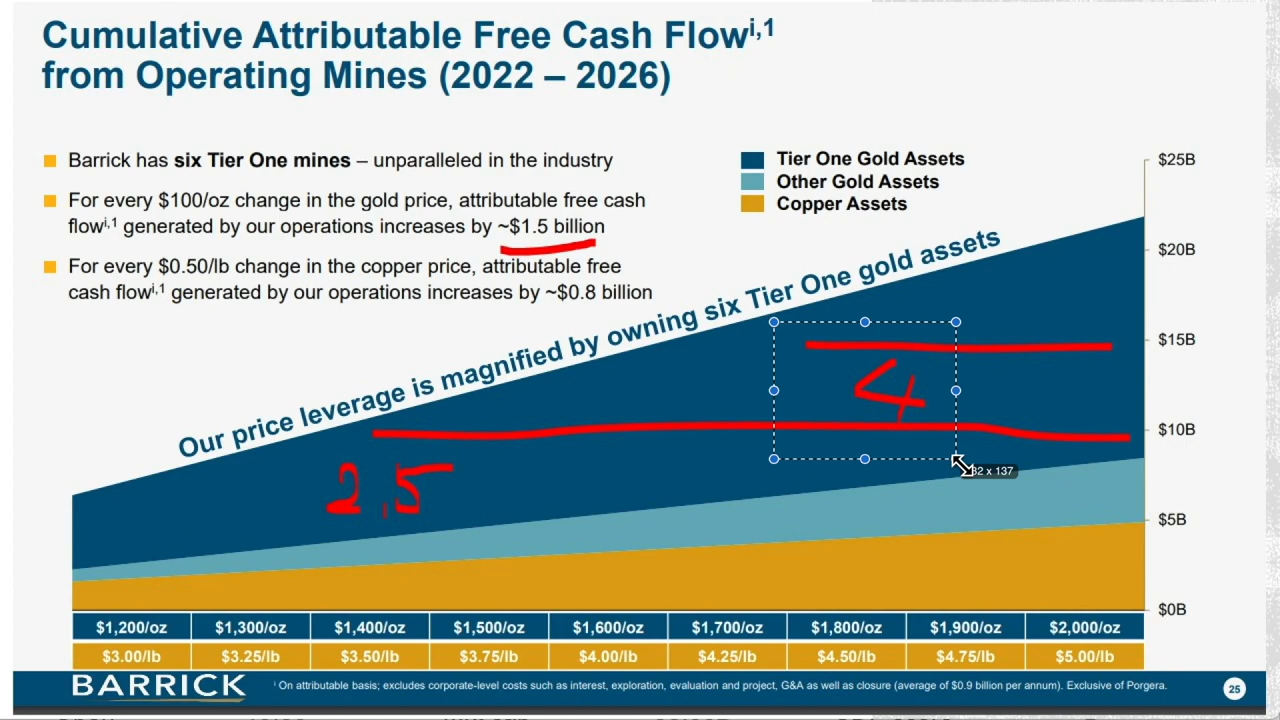 Cumulative Attributable Free Cash Flowi,1
from Operating Mines (2022 – 2026)
Barrick has six Tier One mines – unparalleled in the industry
For every $100/oz change in the gold price, attributable free cash
flowi,1 generated by our operations increases by ~$1.5 billion
For every $0.50/lb change in the copper price, attributable free
cash flowi,1 generated by our operations increases by ~$0.8 billion
Tier One Gold Assets
Other Gold Assets
Copper Assets
Our price leverage is magnified by owning six Tier One gold assets
$25B
$20B
$15B
$10B
$5B
$0B
4
2.5
32 x 137
$1,200/oz $1,300/oz $1,400/oz $1,500/oz $1,600/oz $1,700/oz $1,800/oz $1,900/oz $2,000/oz
$3.00/lb $3.25/lb $3.50/lb $3.75/lb $4.00/lb $4.25/lb $4.50/lb $4.75/lb $5.00/lb
BARRICK
i On attributable basis; excludes corporate-level costs such as interest, exploration, evaluation and project, G&A as well as closure (average of $0.9 billion per annum). Exclusive of Porgera.
25